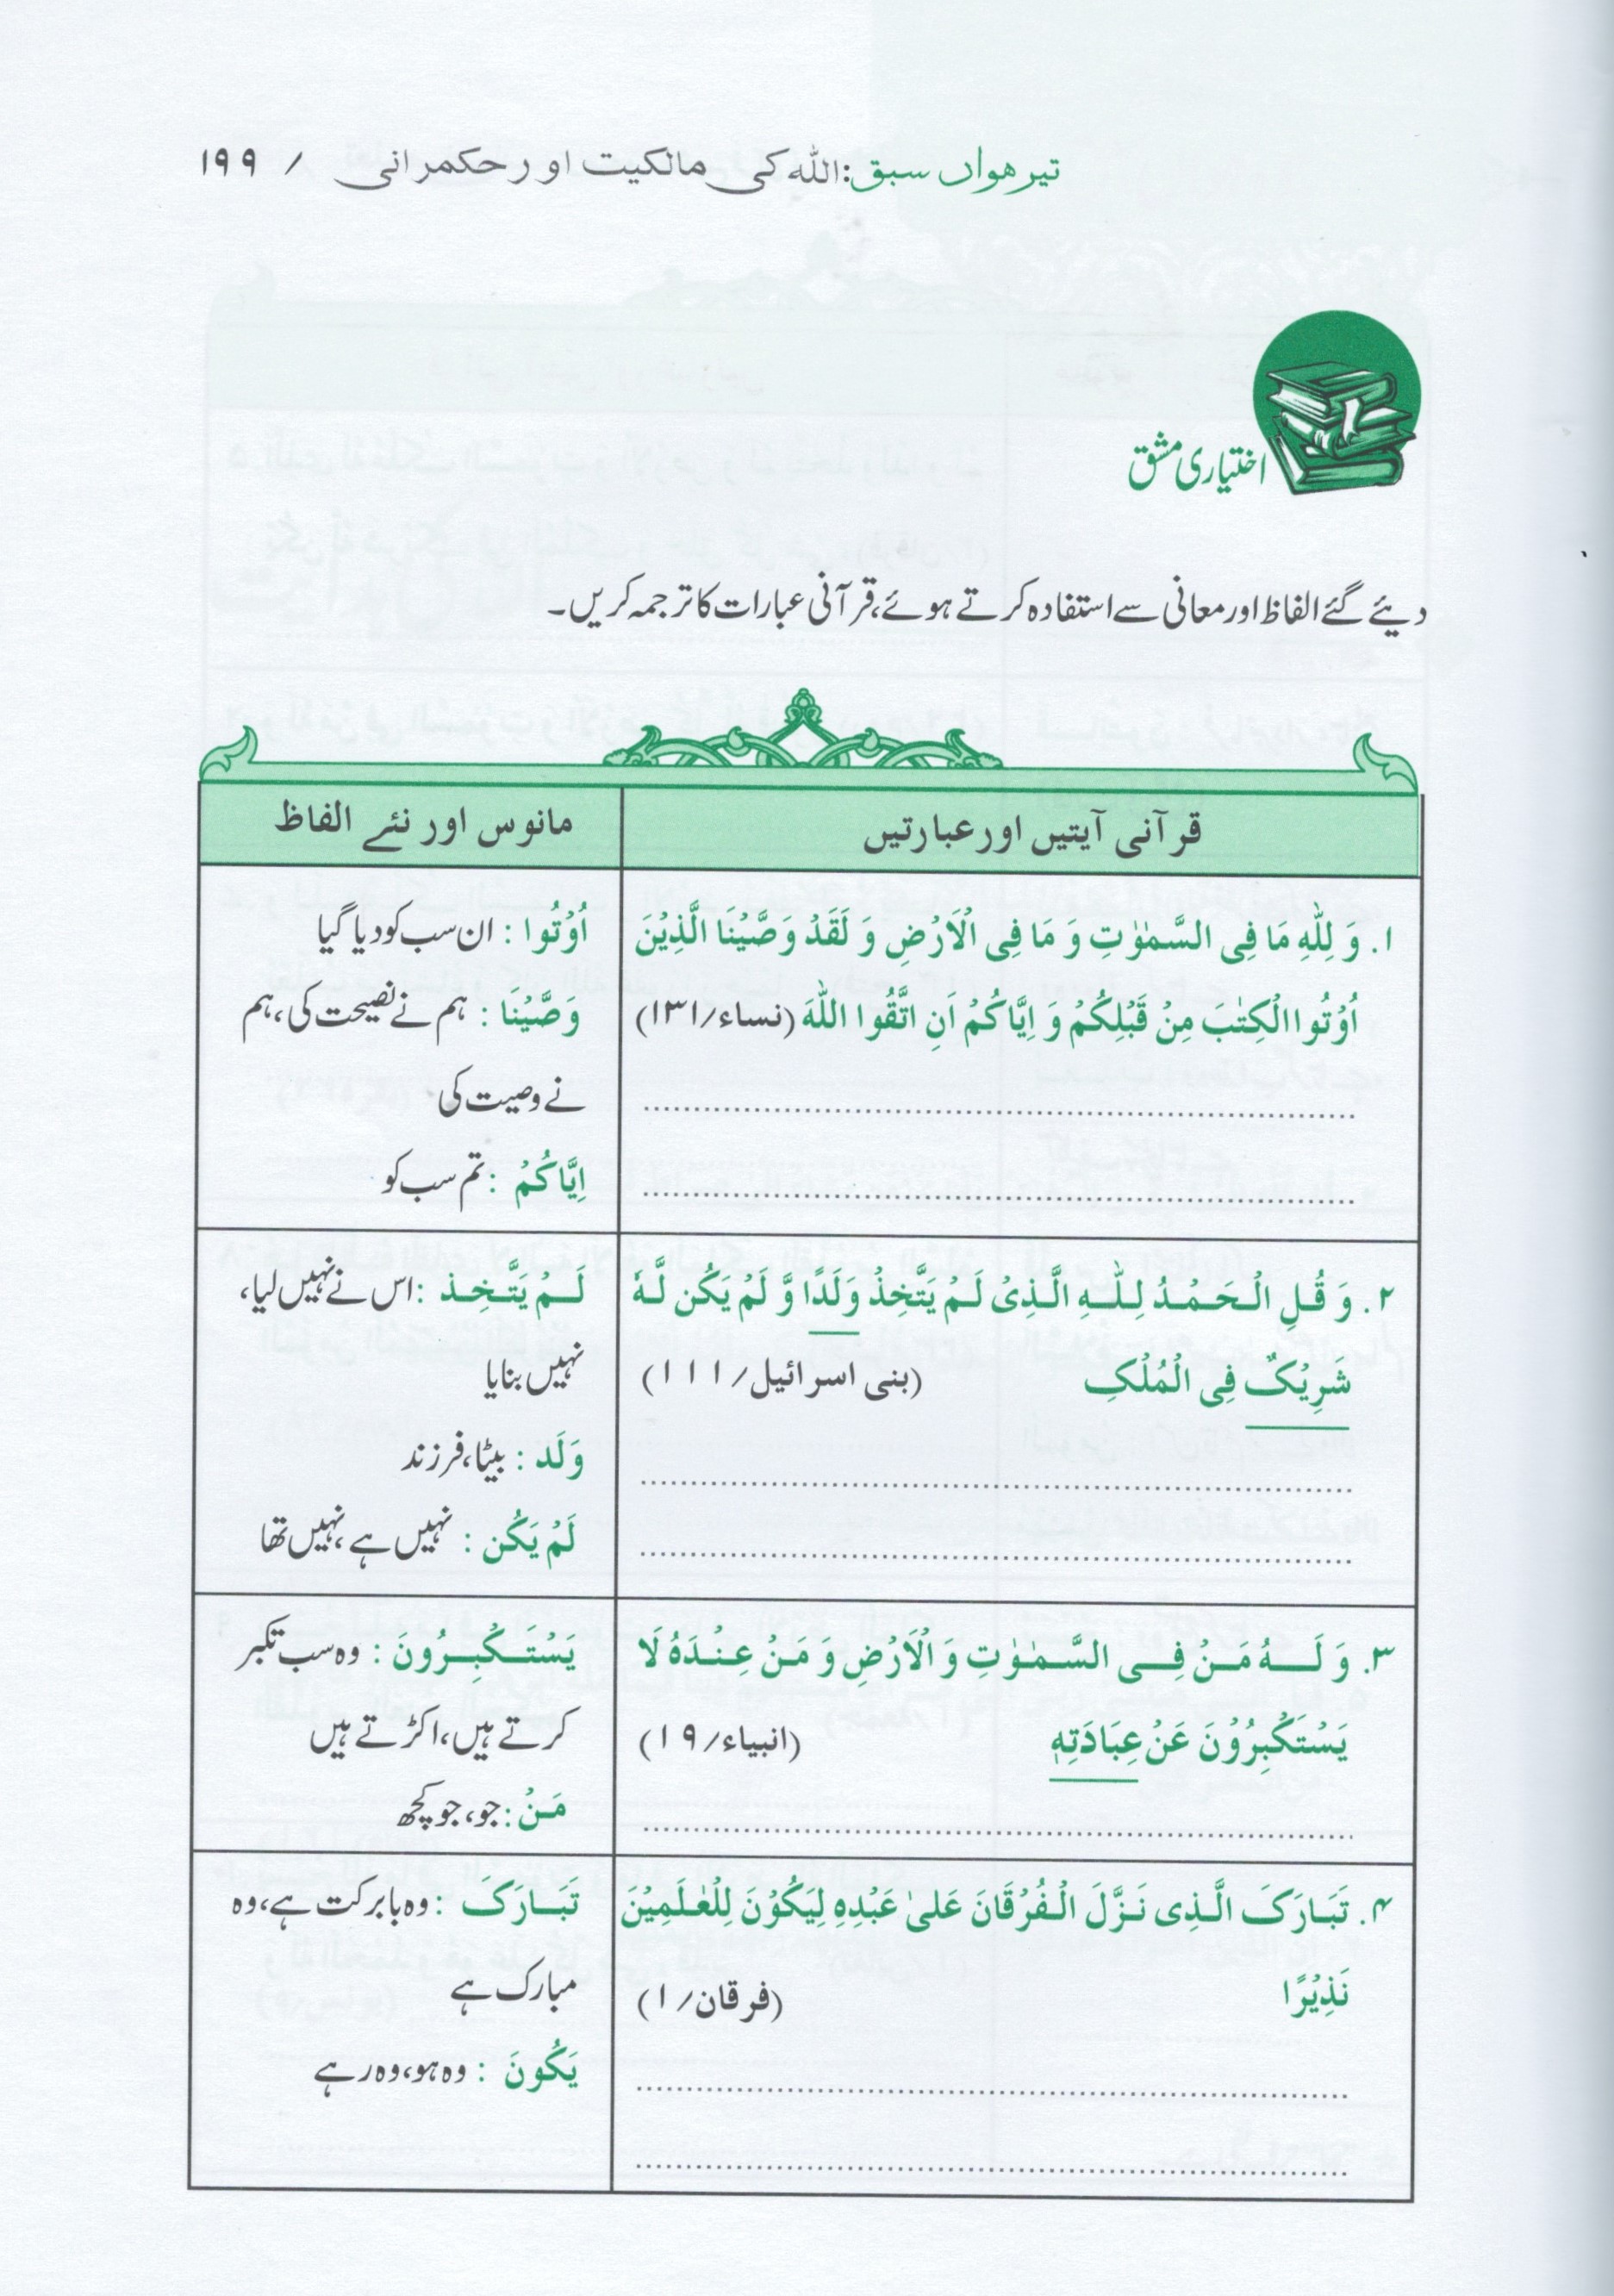 تیرھواں سبق: اللہ کی مالکیت اور حکمرانی / ۱۹۹
اختیاری مشق
دیئے گئے الفاظ اور معانی سے استفادہ کرتے ہوئے، قرآنی عبارات کا ترجمہ کریں۔
قرآنی آیتیں اور عبارتیں
مانوس اور نئے الفاظ
۱. وَ لِلّٰهِ مَا فِی السَّمٰوٰتِ وَ مَا فِی الْاَرْضِ وَ لَقَدْ وَصَّیْنَا الَّذِیْنَ
اُوْتُوا الْكِتٰبَ مِنْ قَبْلِكُمْ وَ اِیَّاكُمْ اَنِ اتَّقُوا اللّٰهَ (نساء/۱۳۱)
اُوْتُوا : ان سب کو دیا گیا
وَصَّیْنَا : ہم نے نصیحت کی، ہم
نے وصیت کی
اِیَّاكُمْ : تم سب کو
۲. وَ قُلِ الْحَمْدُ لِلّٰهِ الَّذِیْ لَمْ یَتَّخِذْ وَلَدًا وَّ لَمْ یَكُن لَّهٗ
شَرِیْكٌ فِی الْمُلْكِ (بنی اسرائیل/۱۱۱)
لَمْ یَتَّخِذ : اس نے نہیں لیا،
نہیں بنایا
وَلَد : بیٹا، فرزند
لَمْ یَكُن : نہیں ہے، نہیں تھا
۳. وَ لَهُ مَنْ فِی السَّمٰوٰتِ وَ الْاَرْضِ وَ مَنْ عِنْدَهُ لَا
یَسْتَكْبِرُوْنَ عَنْ عِبَادَتِهٖ (انبیاء/۱۹)
یَسْتَكْبِرُونَ : وہ سب تکبر
کرتے ہیں، اکڑتے ہیں
مَنْ : جو، جو کچھ
۴. تَبَارَكَ الَّذِی نَزَّلَ الْفُرْقَانَ عَلیٰ عَبْدِهٖ لِیَكُوْنَ لِلْعٰلَمِیْنَ
نَذِیْرًا (فرقان/۱)
تَبَارَكَ : وہ بابرکت ہے، وہ
مبارک ہے
یَكُونَ : وہ ہو، وہ رہے